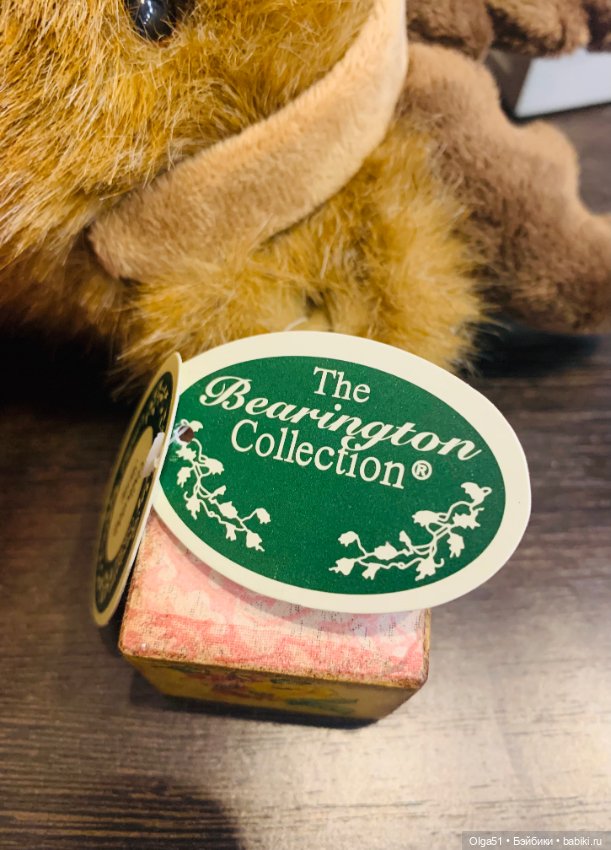 The
Bearington
Collection®
Olga51 • Бэйбики • babiki.ru